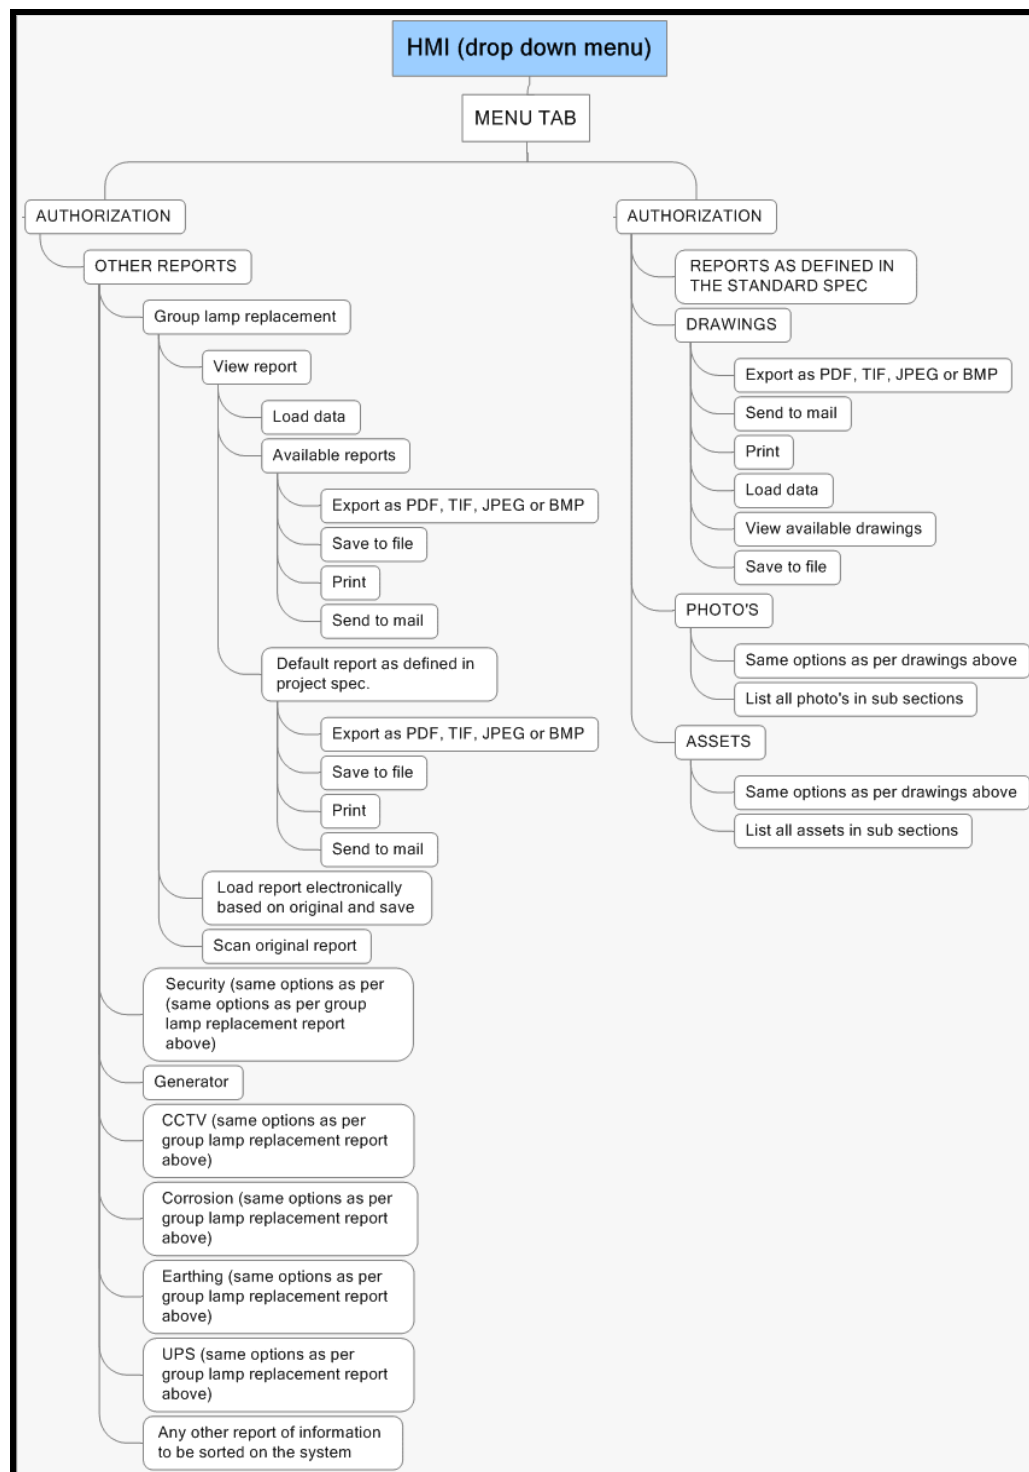 HMI (drop down menu)
MENU TAB
AUTHORIZATION
OTHER REPORTS
Group lamp replacement
View report
Load data
Available reports
Export as PDF, TIF, JPEG or BMP
Save to file
Print
Send to mail
Default report as defined in
project spec.
Export as PDF, TIF, JPEG or BMP
Save to file
Print
Send to mail
Load report electronically
based on original and save
Scan original report
Security (same options as per
(same options as per group
lamp replacement report
above)
Generator
CCTV (same options as per
group lamp replacement report
above)
Corrosion (same options as per
group lamp replacement report
above)
Earthing (same options as per
group lamp replacement report
above)
UPS (same options as per
group lamp replacement report
above)
Any other report of information
to be sorted on the system
AUTHORIZATION
REPORTS AS DEFINED IN
THE STANDARD SPEC
DRAWINGS
Export as PDF, TIF, JPEG or BMP
Send to mail
Print
Load data
View available drawings
Save to file
PHOTO'S
Same options as per drawings above
List all photo's in sub sections
ASSETS
Same options as per drawings above
List all assets in sub sections